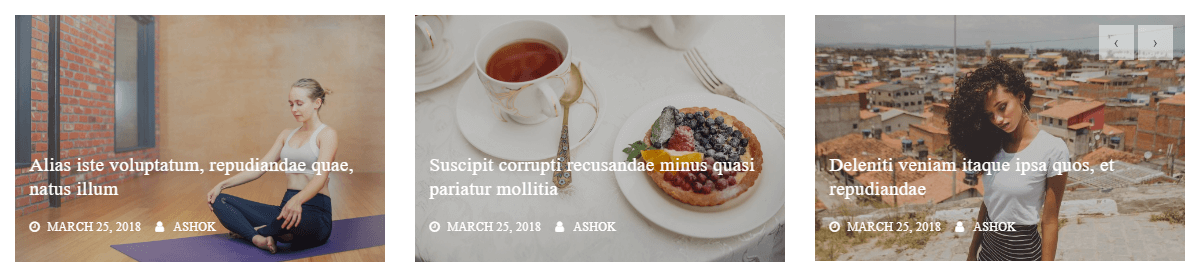 Alias iste voluptatum, repudiandae quae,
natus illum
MARCH 25, 2018 ASHOK
Suscipit corrupti recusandae minus quasi
pariatur mollitia
MARCH 25, 2018 ASHOK
Deleniti veniam itaque ipsa quos, et
repudiandae
MARCH 25, 2018 ASHOK